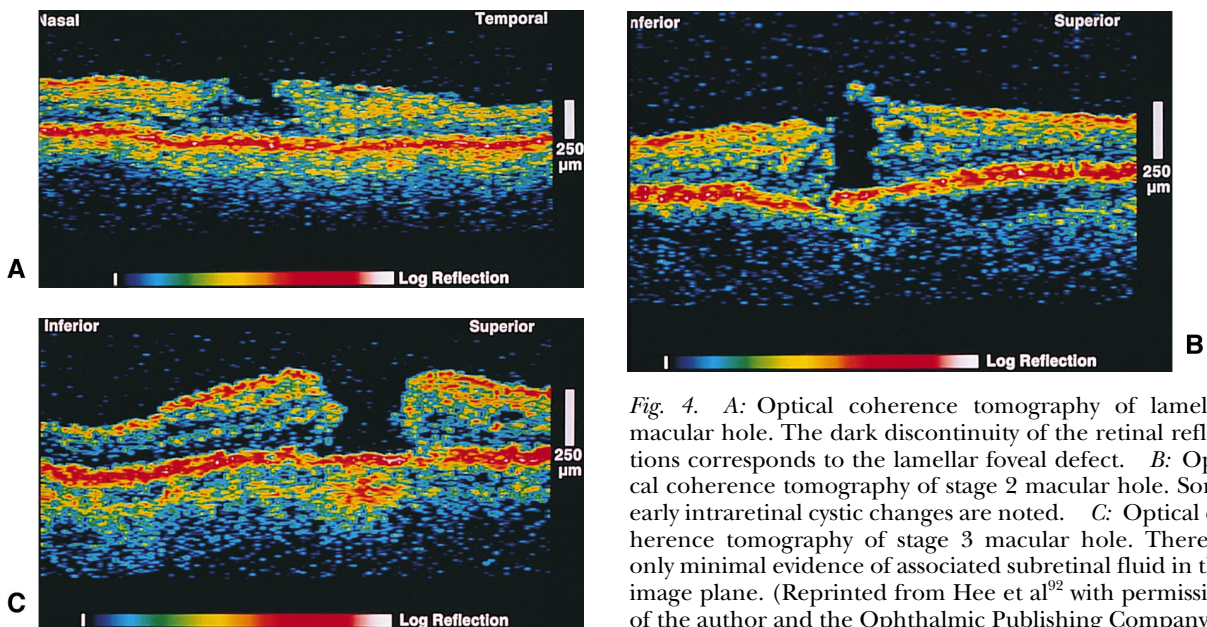 Nasal
Temporal
250
μm
A
Log Reflection
Inferior
Superior
250
μm
Log Reflection
B
Inferior
Superior
250
μm
C
Log Reflection
Fig. 4. A: Optical coherence tomography of lamel
macular hole. The dark discontinuity of the retinal refl
tions corresponds to the lamellar foveal defect. B: Op
cal coherence tomography of stage 2 macular hole. So
early intraretinal cystic changes are noted. C: Optical
herence tomography of stage 3 macular hole. There
only minimal evidence of associated subretinal fluid in th
image plane. (Reprinted from Hee et al92 with permissi
of the author and the Ophthalmic Publishing Company